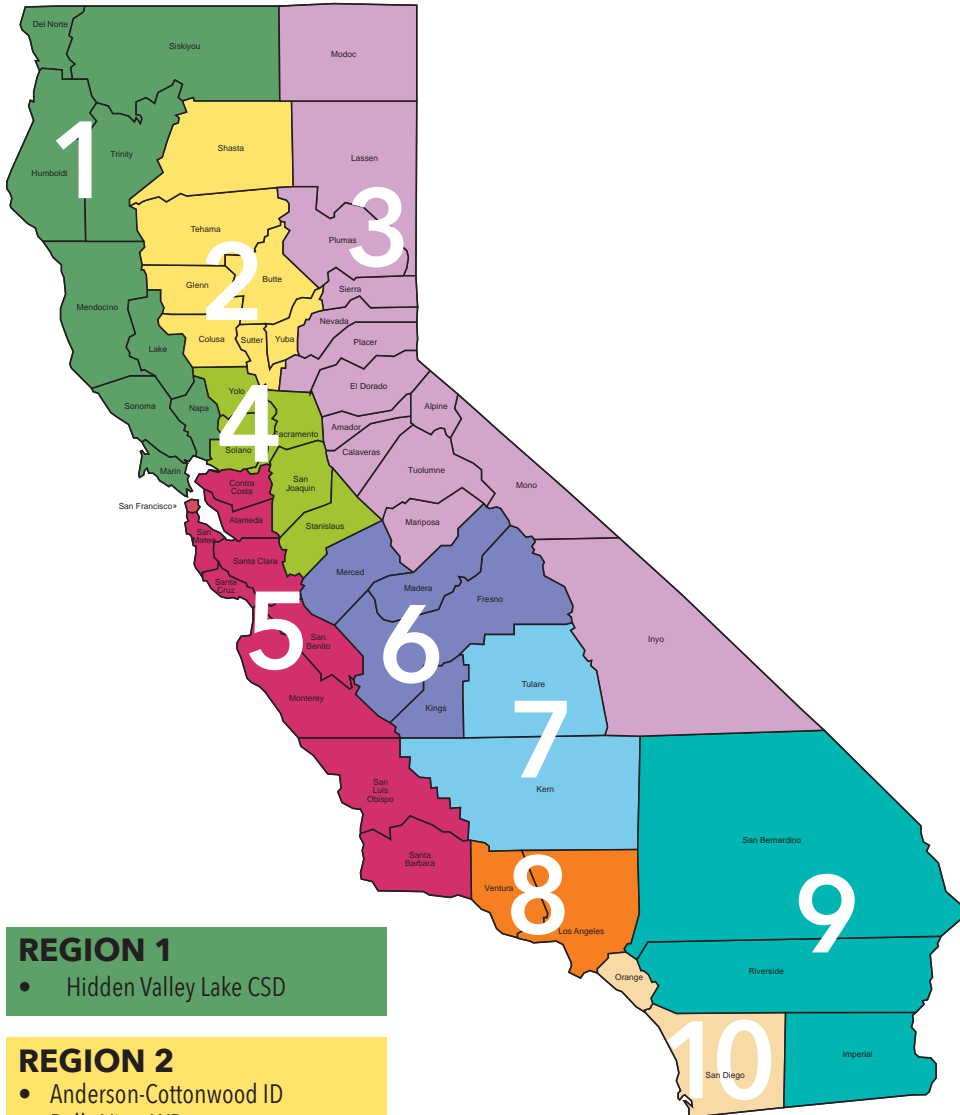 Del Norte
Siskiyou
Modoc
1
Trinity
Humboldt
Shasta
Lassen
3
Tehama
Plumas
2
Glenn
Butte
Sierra
Mendocino
Nevada
Colusa
Sutter
Yuba
Placer
Lake
El Dorado
Yolo
4
Sonoma
Napa
Alpine
Sacramento
Amador
Solano
Calaveras
Marin
Tuolumne
Contra
Costa
San
Joaquin
Mono
San Francisco»
Alameda
Stanislaus
Mariposa
San
Mateo
Santa Clara
Merced
Santa
Cruz
Madera
Fresno
5
6
San
Benito
Inyo
Monterey
Kings
Tulare
7
San
Luis
Obispo
Kern
Santa
Barbara
San Bernardino
Ventura
8
Los Angeles
9
Orange
Riverside
10
San Diego
Imperial
REGION 1
• Hidden Valley Lake CSD
REGION 2
• Anderson-Cottonwood ID